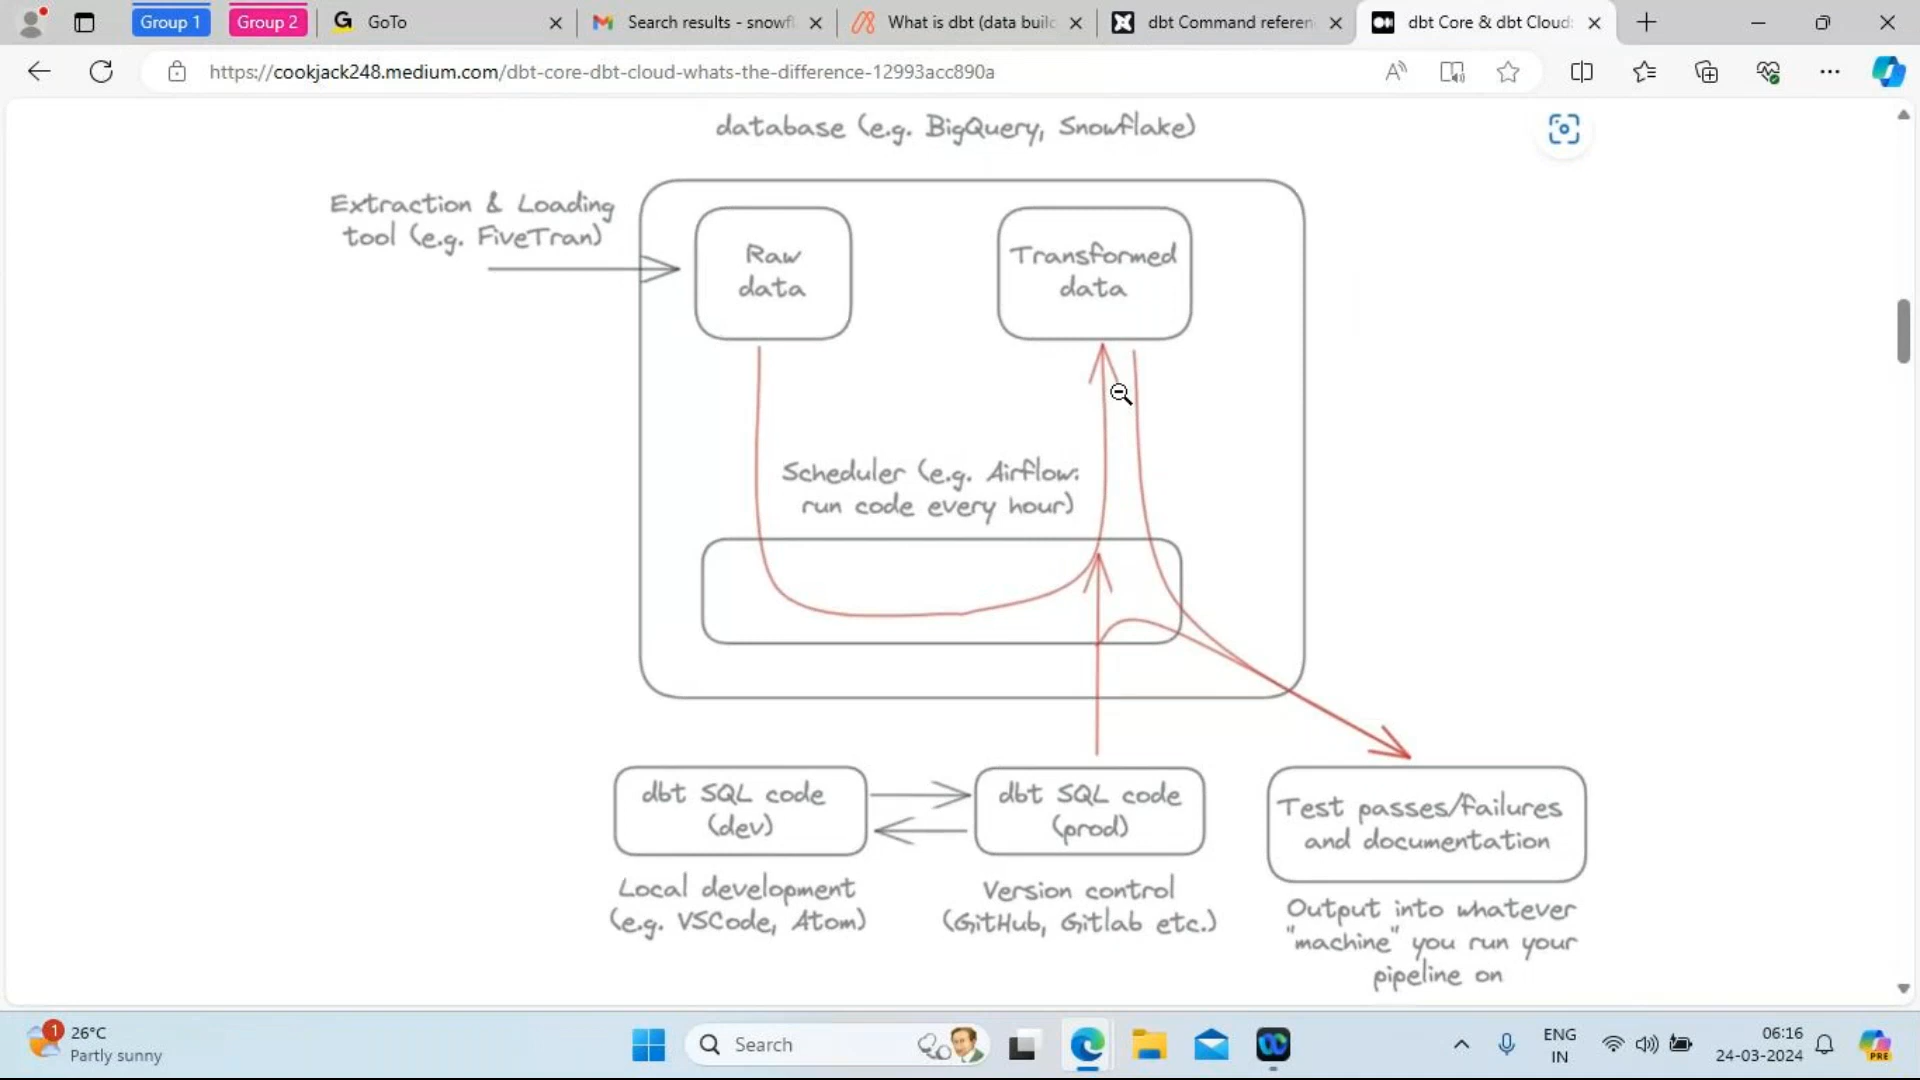 Group 1
Group 2
GoTo
Search results - snowfl
What is dbt (data build
dbt Command referen
dbt Core & dbt Cloud:
https://cookjack248.medium.com/dbt-core-dbt-cloud-whats-the-difference-12993acc890a
database (e.g. BigQuery, Snowflake)
Extraction & Loading
tool (e.g. FiveTran)
Raw
data
Transformed
data
Scheduler (e.g. Airflow:
run code every hour)
dbt SQL code
(dev)
dbt SQL code
(prod)
Test passes/failures
and documentation
Local development
(e.g. VSCode, Atom)
Version control
(GitHub, Gitlab etc.)
Output into whatever
"machine" you run your
pipeline on
1
26°C
Partly sunny
Search
ENG
IN
06:16
24-03-2024
PRE